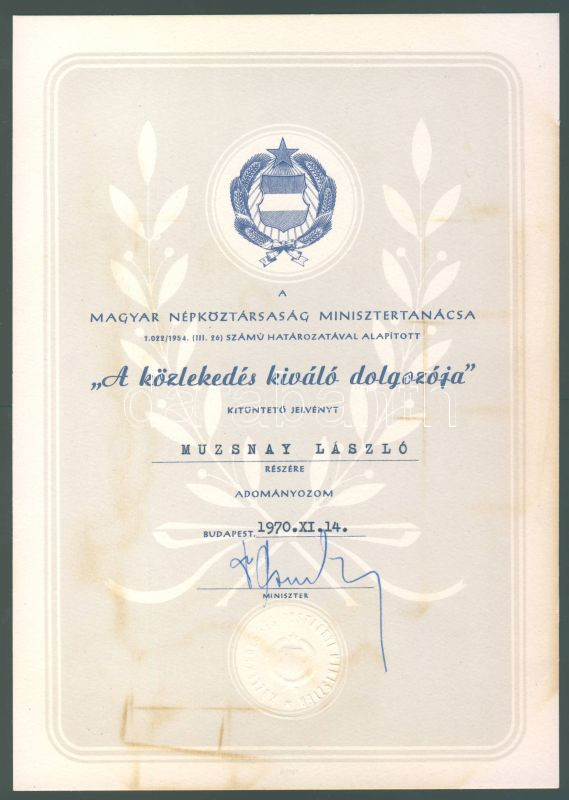 A
MAGYAR NÉPKÖZTÁRSASÁG MINISZTERTANÁCSA
1.022/1954. (III. 26) SZÁMÚ HATÁROZATÁVAL ALAPÍTOTT
„A közlekedés kiváló dolgozója”
KITÜNTETŐ JELVÉNYT
MUZSNAY LÁSZLÓ
RÉSZÉRE
ADOMÁNYOZOM
BUDAPEST, 1970.XI.14.
MINISZTER